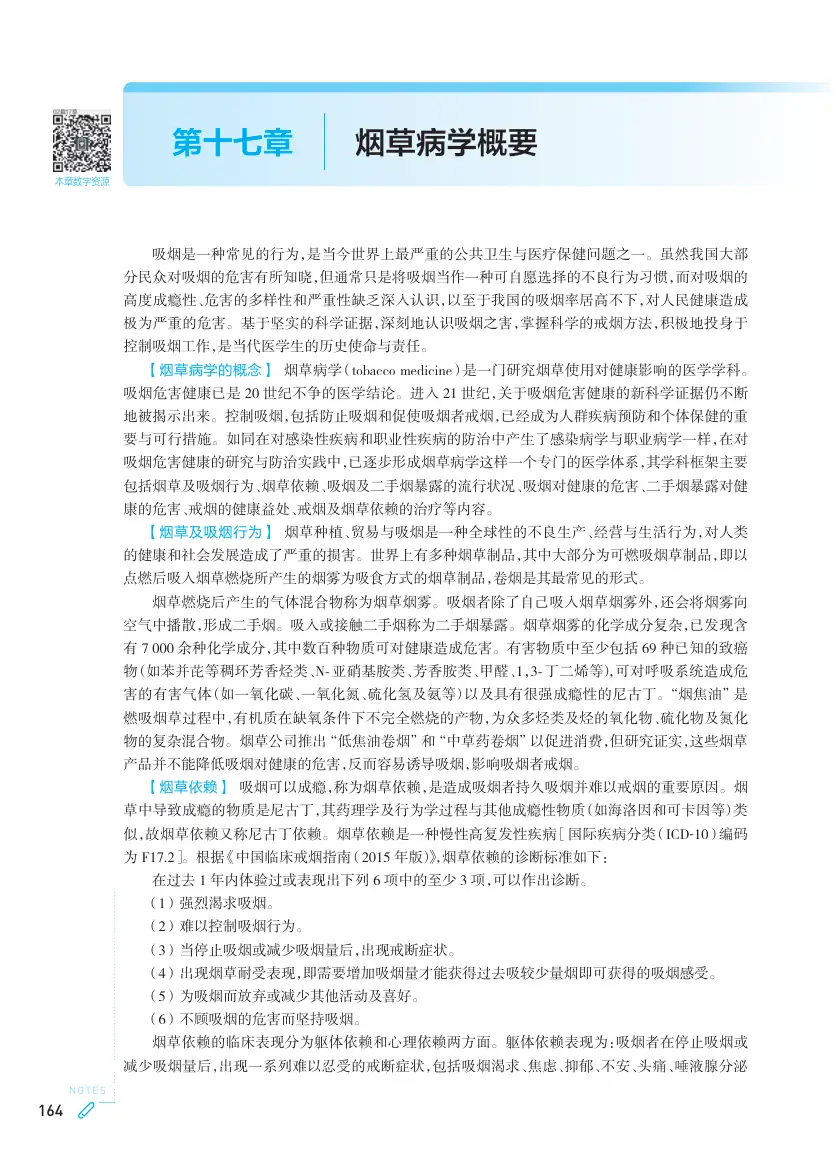 第十七章
烟草病学概要
本章数字资源
吸烟是一种常见的行为,是当今世界上最严重的公共卫生与医疗保健问题之一。虽然我国大部
分民众对吸烟的危害有所知晓,但通常只是将吸烟当作一种可自愿选择的不良行为习惯,而对吸烟的
高度成瘾性、危害的多样性和严重性缺乏深入认识,以至于我国的吸烟率居高不下,对人民健康造成
极为严重的危害。基于坚实的科学证据,深刻地认识吸烟之害,掌握科学的戒烟方法,积极地投身于
控制吸烟工作,是当代医学生的历史使命与责任。
【烟草病学的概念】 烟草病学(tobacco medicine)是一门研究烟草使用对健康影响的医学学科。
吸烟危害健康已是 20 世纪不争的医学结论。进入 21 世纪,关于吸烟危害健康的新科学证据仍不断
地被揭示出来。控制吸烟,包括防止吸烟和促使吸烟者戒烟,已经成为人群疾病预防和个体保健的重
要与可行措施。如同在对感染性疾病和职业性疾病的防治中产生了感染病学与职业病学一样,在对
吸烟危害健康的研究与防治实践中,已逐步形成烟草病学这样一个专门的医学体系,其学科框架主要
包括烟草及吸烟行为、烟草依赖、吸烟及二手烟暴露的流行状况、吸烟对健康的危害、二手烟暴露对健
康的危害、戒烟的健康益处、戒烟及烟草依赖的治疗等内容。
【烟草及吸烟行为】 烟草种植、贸易与吸烟是一种全球性的不良生产、经营与生活行为,对人类
的健康和社会发展造成了严重的损害。世界上有多种烟草制品,其中大部分为可燃吸烟草制品,即以
点燃后吸入烟草燃烧所产生的烟雾为吸食方式的烟草制品,卷烟是其最常见的形式。
烟草燃烧后产生的气体混合物称为烟草烟雾。吸烟者除了自己吸入烟草烟雾外,还会将烟雾向
空气中播散,形成二手烟。吸入或接触二手烟称为二手烟暴露。烟草烟雾的化学成分复杂,已发现含
有 7 000 余种化学成分,其中数百种物质可对健康造成危害。有害物质中至少包括 69 种已知的致癌
物(如苯并芘等稠环芳香烃类、N- 亚硝基胺类、芳香胺类、甲醛、1,3- 丁二烯等),可对呼吸系统造成危
害的有害气体(如一氧化碳、一氧化氮、硫化氢及氨等)以及具有很强成瘾性的尼古丁。“烟焦油”是
燃吸烟草过程中,有机质在缺氧条件下不完全燃烧的产物,为众多烃类及烃的氧化物、硫化物及氮化
物的复杂混合物。烟草公司推出“低焦油卷烟”和“中草药卷烟”以促进消费,但研究证实,这些烟草
产品并不能降低吸烟对健康的危害,反而容易诱导吸烟,影响吸烟者戒烟。
【烟草依赖】 吸烟可以成瘾,称为烟草依赖,是造成吸烟者持久吸烟并难以戒烟的重要原因。烟
草中导致成瘾的物质是尼古丁,其药理学及行为学过程与其他成瘾性物质(如海洛因和可卡因等)类
似,故烟草依赖又称尼古丁依赖。烟草依赖是一种慢性高复发性疾病[国际疾病分类(ICD-10)编码
为 F17.2]。根据《中国临床戒烟指南(2015 年版)》,烟草依赖的诊断标准如下:
在过去 1 年内体验过或表现出下列 6 项中的至少 3 项,可以作出诊断。
(1)强烈渴求吸烟。
(2)难以控制吸烟行为。
(3)当停止吸烟或减少吸烟量后,出现戒断症状。
(4)出现烟草耐受表现,即需要增加吸烟量才能获得过去吸较少量烟即可获得的吸烟感受。
(5)为吸烟而放弃或减少其他活动及喜好。
(6)不顾吸烟的危害而坚持吸烟。
烟草依赖的临床表现分为躯体依赖和心理依赖两方面。躯体依赖表现为:吸烟者在停止吸烟或
减少吸烟量后,出现一系列难以忍受的戒断症状,包括吸烟渴求、焦虑、抑郁、不安、头痛、唾液腺分泌
NOTES
164